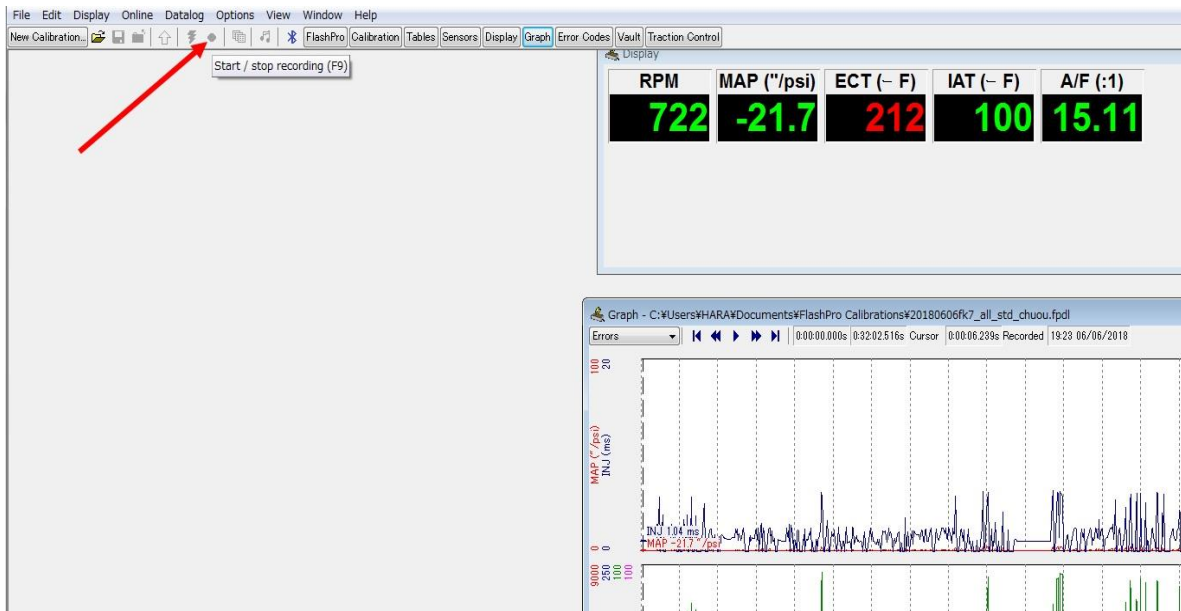 File Edit Display Online Datalog Options View Window Help
New Calibration... FlashPro Calibration Tables Sensors Display Graph Error Codes Vault Traction Control
Start / stop recording (F9)
Display
RPM MAP ("/psi) ECT (― F) IAT (― F) A/F (:1)
722 -21.7 212 100 15.11
Graph - C:¥Users¥HARA¥Documents¥FlashPro Calibrations¥20180606fk7_all_std_chuou.fpdl
Errors 0:00:00.000s 0:32:02.516s Cursor 0:00:06.239s Recorded 19:23 06/06/2018
100
20
MAP ("/psi)
INJ (ms)
INJ 1.04 ms
MAP -21.7 "/psi
0
0
9000
250
100
100